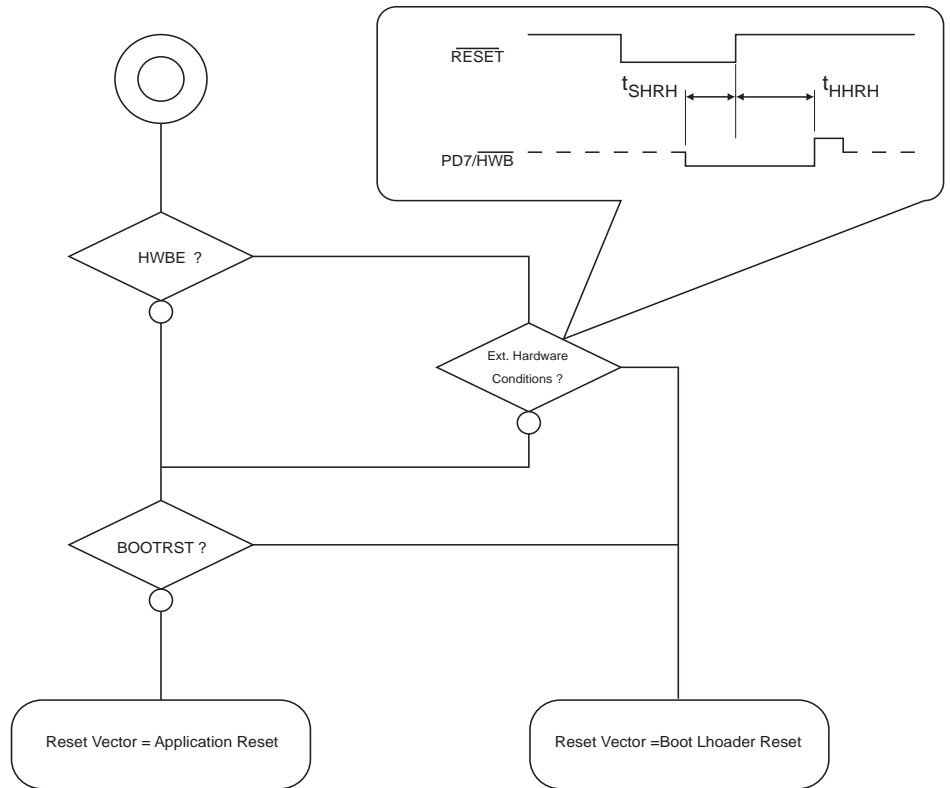 RESET
tSHRH
tHHRH
PD7/HWB
HWBE ?
Ext. Hardware
Conditions ?
BOOTRST ?
Reset Vector = Application Reset
Reset Vector =Boot Lhoader Reset